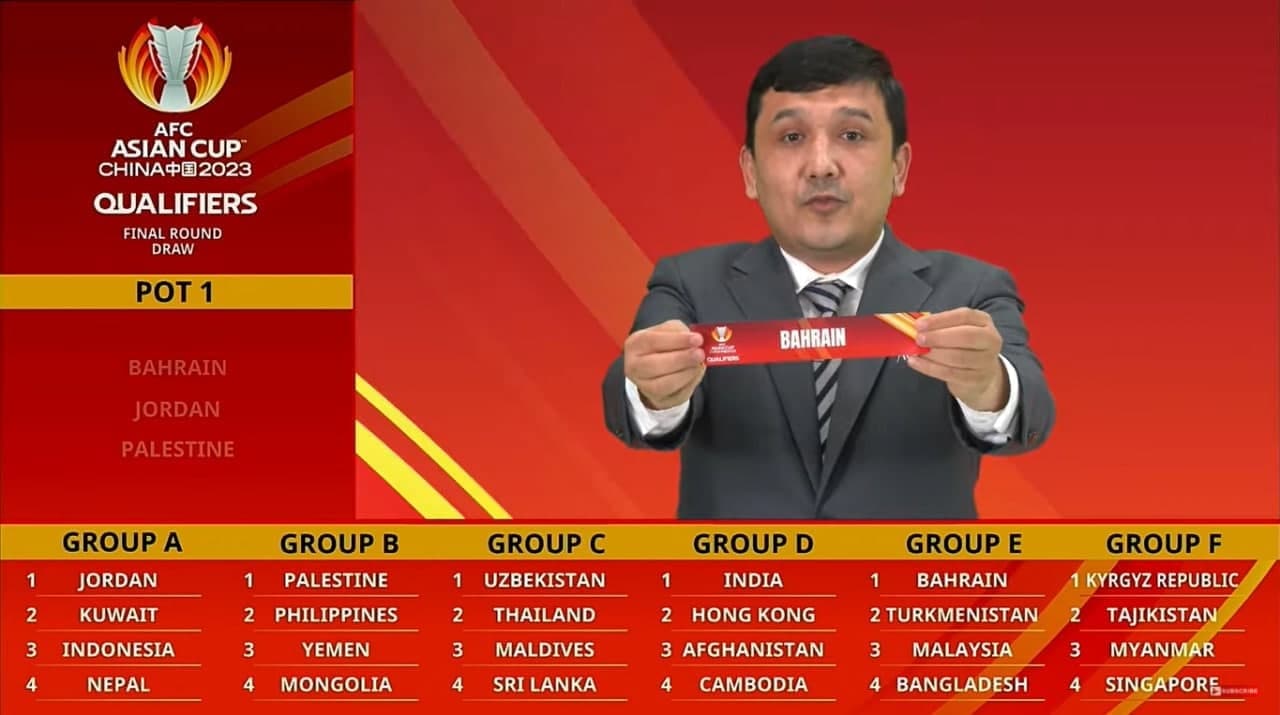 AFC
ASIAN CUP™
CHINA中国2023
QUALIFIERS
FINAL ROUND
DRAW
POT 1
BAHRAIN
JORDAN
PALESTINE
ASIAN CUP
QUALIFIERS
BAHRAIN
GROUP A
1 JORDAN
2 KUWAIT
3 INDONESIA
4 NEPAL
GROUP B
1 PALESTINE
2 PHILIPPINES
3 YEMEN
4 MONGOLIA
GROUP C
1 UZBEKISTAN
2 THAILAND
3 MALDIVES
4 SRI LANKA
GROUP D
1 INDIA
2 HONG KONG
3 AFGHANISTAN
4 CAMBODIA
GROUP E
1 BAHRAIN
2 TURKMENISTAN
3 MALAYSIA
4 BANGLADESH
GROUP F
1 KYRGYZ REPUBLIC
2 TAJIKISTAN
3 MYANMAR
4 SINGAPORE
SUBSCRIBE